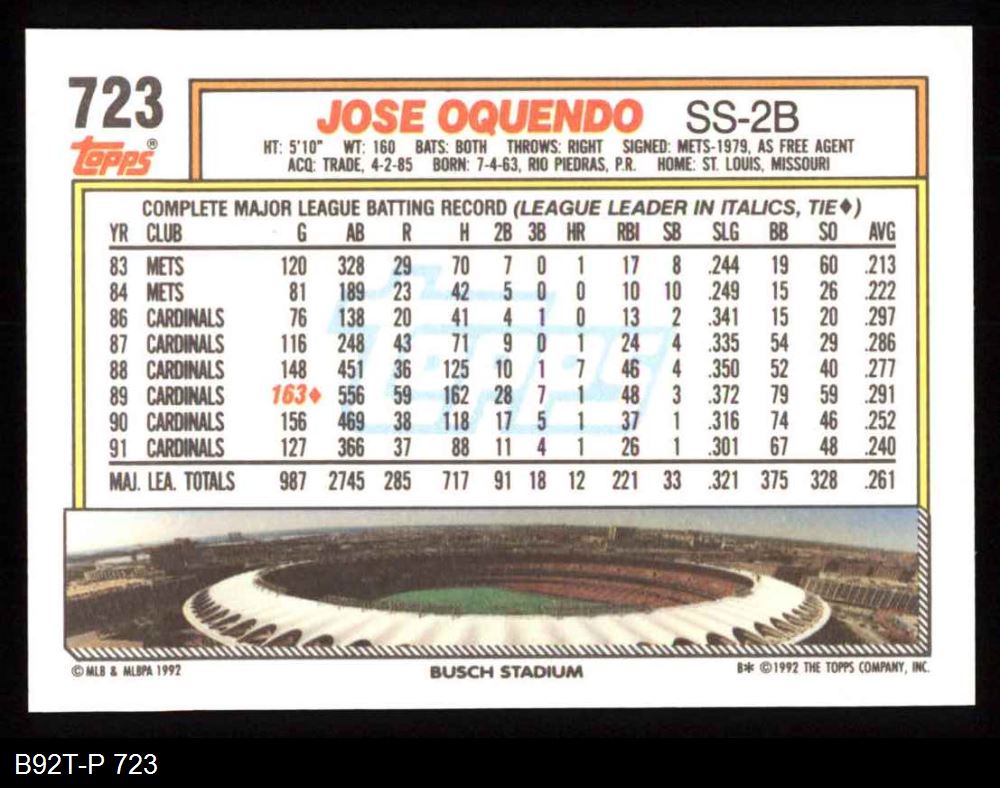 723
JOSE OQUENDO SS-2B
topps®
HT: 5'10" WT: 160 BATS: BOTH THROWS: RIGHT SIGNED: METS-1979, AS FREE AGENT
ACQ: TRADE, 4-2-85 BORN: 7-4-63, RIO PIEDRAS, P.R. HOME: ST. LOUIS, MISSOURI
COMPLETE MAJOR LEAGUE BATTING RECORD (LEAGUE LEADER IN ITALICS, TIE♦)
YR CLUB G AB R H 2B 3B HR RBI SB SLG BB SO AVG
83 METS 120 328 29 70 7 0 1 17 8 .244 19 60 .213
84 METS 81 189 23 42 5 0 0 10 10 .249 15 26 .222
86 CARDINALS 76 138 20 41 4 1 0 13 2 .341 15 20 .297
87 CARDINALS 116 248 43 71 9 0 1 24 4 .335 54 29 .286
88 CARDINALS 148 451 36 125 10 1 7 46 4 .350 52 40 .277
89 CARDINALS 163♦ 556 59 162 28 7 1 48 3 .372 79 59 .291
90 CARDINALS 156 469 38 118 17 5 1 37 1 .316 74 46 .252
91 CARDINALS 127 366 37 88 11 4 1 26 1 .301 67 48 .240
MAJ. LEA. TOTALS 987 2745 285 717 91 18 12 221 33 .321 375 328 .261
topps
© MLB & MLBPA 1992 BUSCH STADIUM B* ©1992 THE TOPPS COMPANY, INC.
B92T-P 723